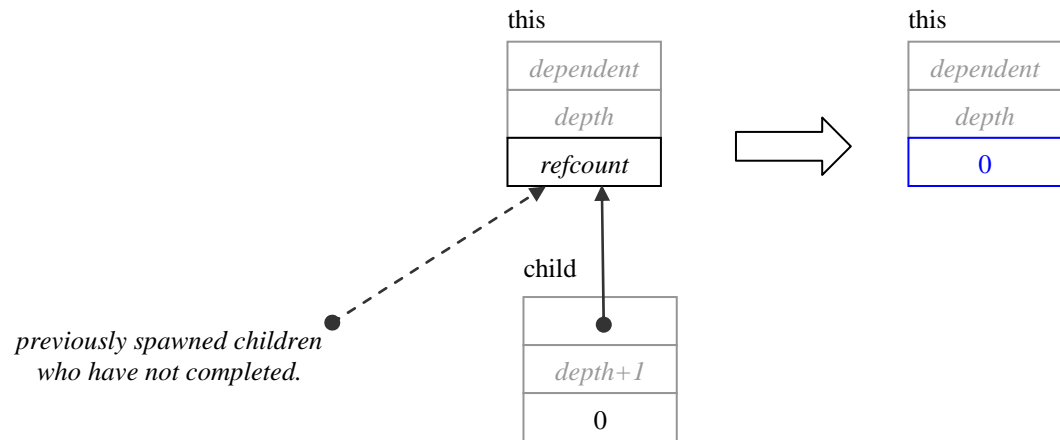 this
dependent
depth
refcount
this
dependent
depth
0
child
depth+1
0
previously spawned children
who have not completed.